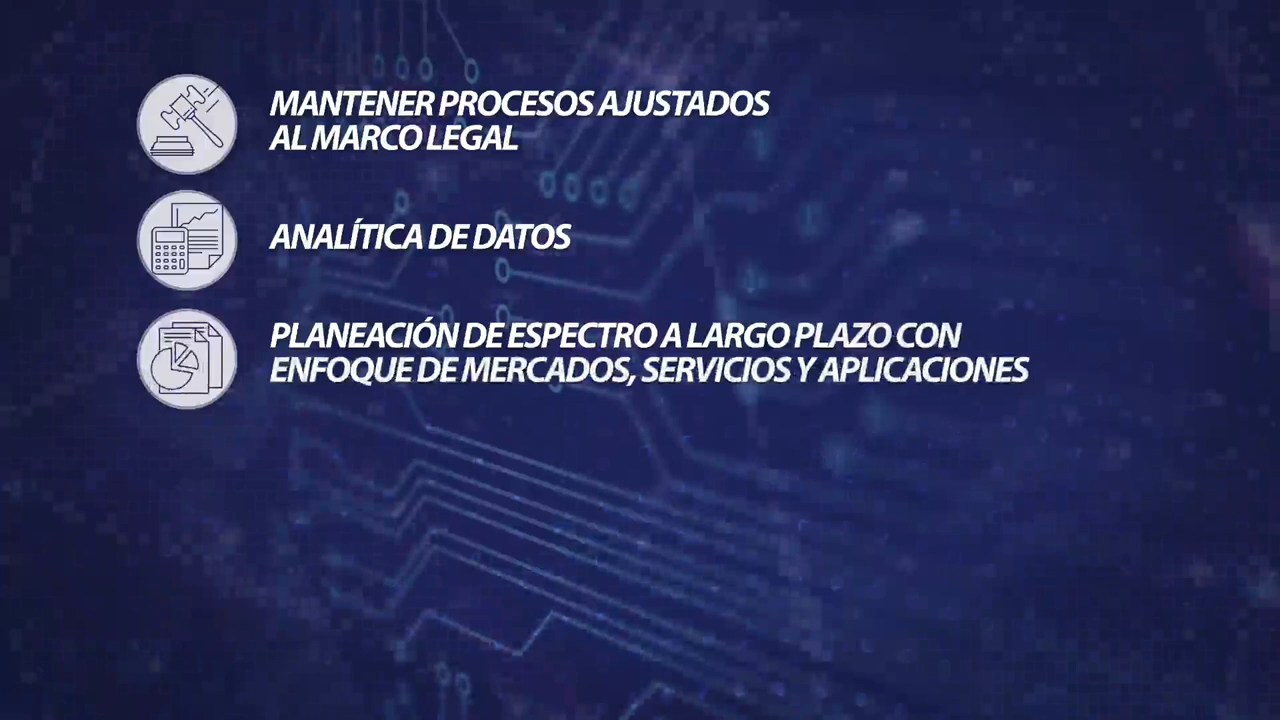 MANTENER PROCESOS AJUSTADOS
AL MARCO LEGAL
ANALÍTICA DE DATOS
PLANEACIÓN DE ESPECTRO A LARGO PLAZO CON
ENFOQUE DE MERCADOS, SERVICIOS Y APLICACIONES